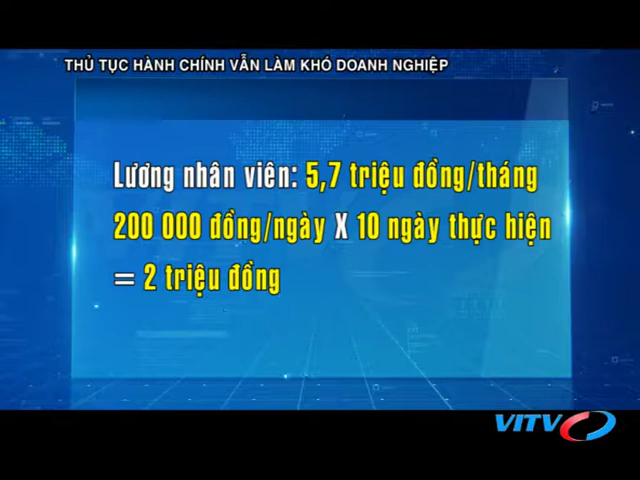 THỦ TỤC HÀNH CHÍNH VẪN LÀM KHÓ DOANH NGHIỆP
Lương nhân viên: 5,7 triệu đồng/tháng
200 000 đồng/ngày X 10 ngày thực hiện
= 2 triệu đồng
VITV